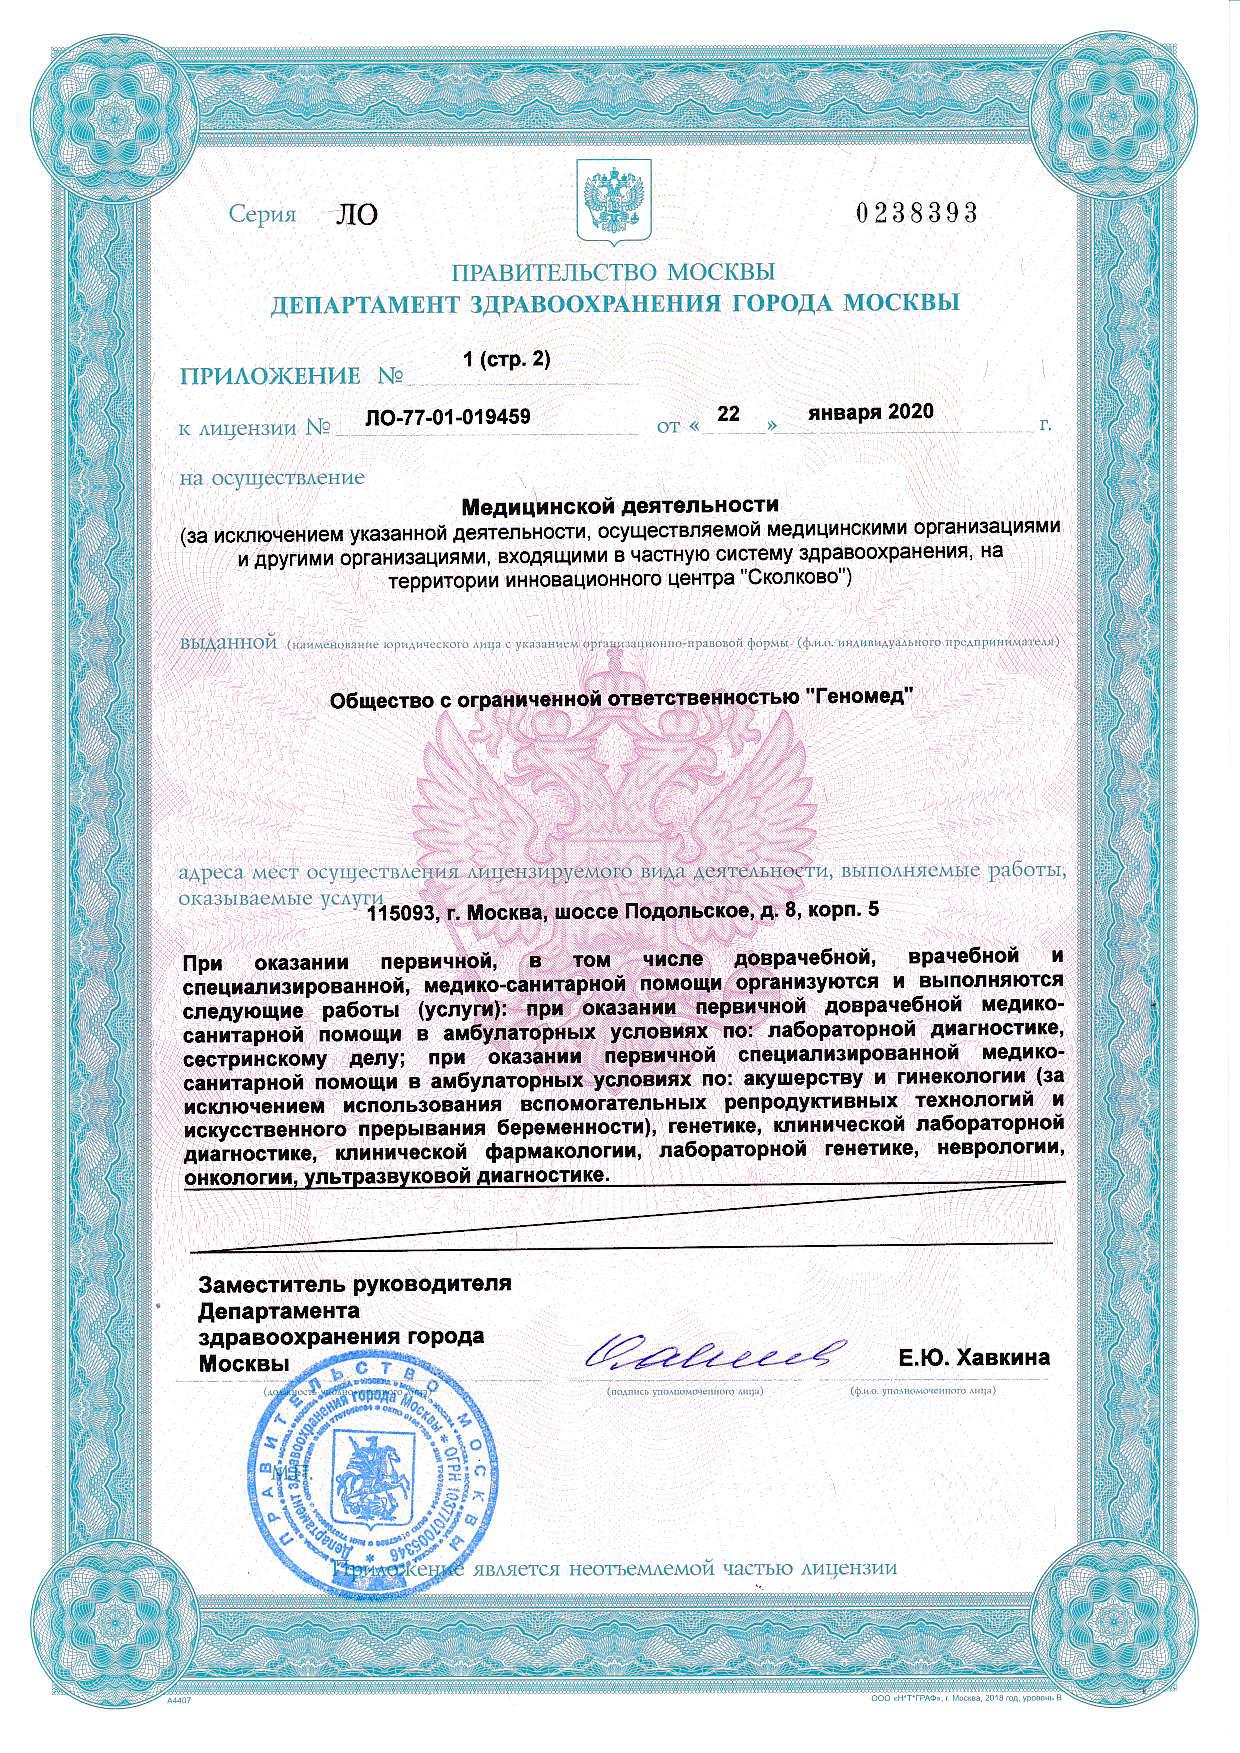 Серия ЛО 0238393
ПРАВИТЕЛЬСТВО МОСКВЫ
ДЕПАРТАМЕНТ ЗДРАВООХРАНЕНИЯ ГОРОДА МОСКВЫ
ПРИЛОЖЕНИЕ № 1 (стр. 2)
к лицензии № ЛО-77-01-019459 от « 22 » января 2020 г.
на осуществление
Медицинской деятельности
(за исключением указанной деятельности, осуществляемой медицинскими организациями
и другими организациями, входящими в частную систему здравоохранения, на
территории инновационного центра "Сколково")
выданной (наименование юридического лица с указанием организационно-правовой формы (ф.и.о. индивидуального предпринимателя)
Общество с ограниченной ответственностью "Геномед"
адреса мест осуществления лицензируемого вида деятельности, выполняемые работы,
оказываемые услуги
115093, г. Москва, шоссе Подольское, д. 8, корп. 5
При оказании первичной, в том числе доврачебной, врачебной и
специализированной, медико-санитарной помощи организуются и выполняются
следующие работы (услуги): при оказании первичной доврачебной медико-
санитарной помощи в амбулаторных условиях по: лабораторной диагностике,
сестринскому делу; при оказании первичной специализированной медико-
санитарной помощи в амбулаторных условиях по: акушерству и гинекологии (за
исключением использования вспомогательных репродуктивных технологий и
искусственного прерывания беременности), генетике, клинической лабораторной
диагностике, клинической фармакологии, лабораторной генетике, неврологии,
онкологии, ультразвуковой диагностике.
Заместитель руководителя
Департамента
здравоохранения города
Москвы
Е.Ю. Хавкина
(должность уполномоченного лица) (подпись уполномоченного лица) (ф.и.о. уполномоченного лица)
ПРАВИТЕЛЬСТВО МОСКВЫ
Департамент здравоохранения города Москвы * ОГРН 1037707005346 *
М.П.
Приложение является неотъемлемой частью лицензии
А4407
ООО «Н*Т*ГРАФ», г. Москва, 2018 год, уровень В